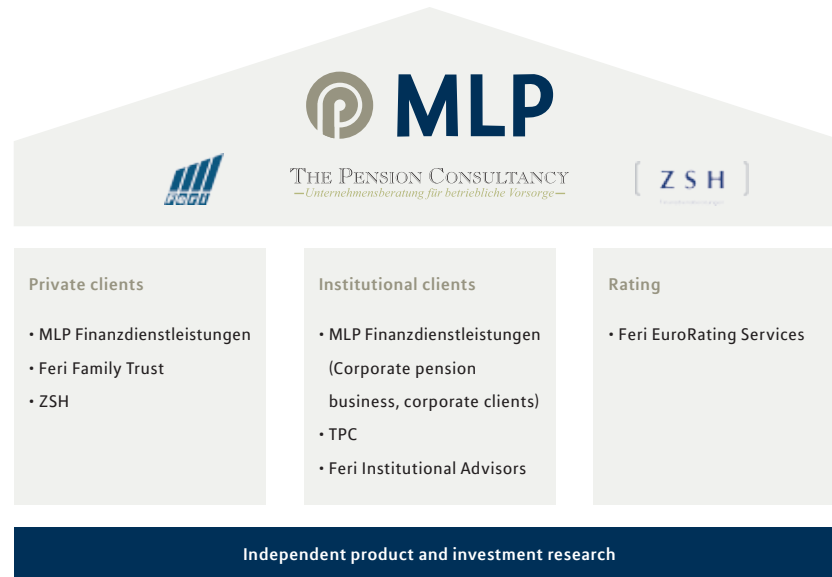 MLP
Feri
THE PENSION CONSULTANCY
—Unternehmensberatung für betriebliche Vorsorge—
[ ZSH ]
Private clients
• MLP Finanzdienstleistungen
• Feri Family Trust
• ZSH
Institutional clients
• MLP Finanzdienstleistungen
(Corporate pension
business, corporate clients)
• TPC
• Feri Institutional Advisors
Rating
• Feri EuroRating Services
Independent product and investment research